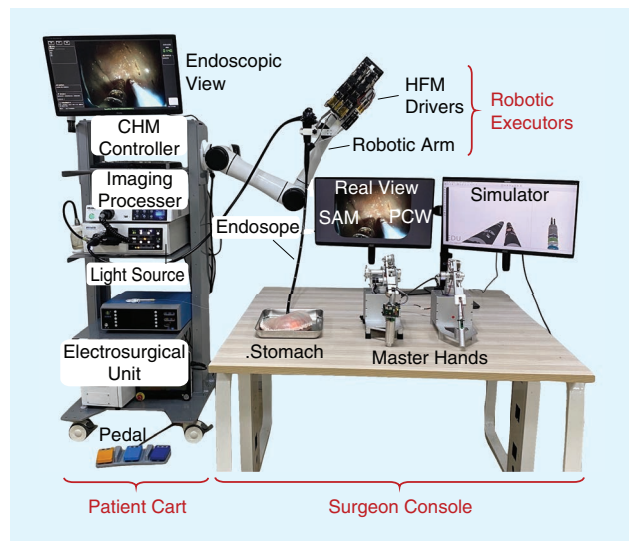 Endoscopic
View
HFM
Drivers
Robotic
Executors
CHM
Controller
Robotic Arm
Imaging
Processer
Real View
Simulator
SAM
PCW
Endosope
Light Source
.Stomach
Master Hands
Electrosurgical
Unit
Pedal
Patient Cart
Surgeon Console